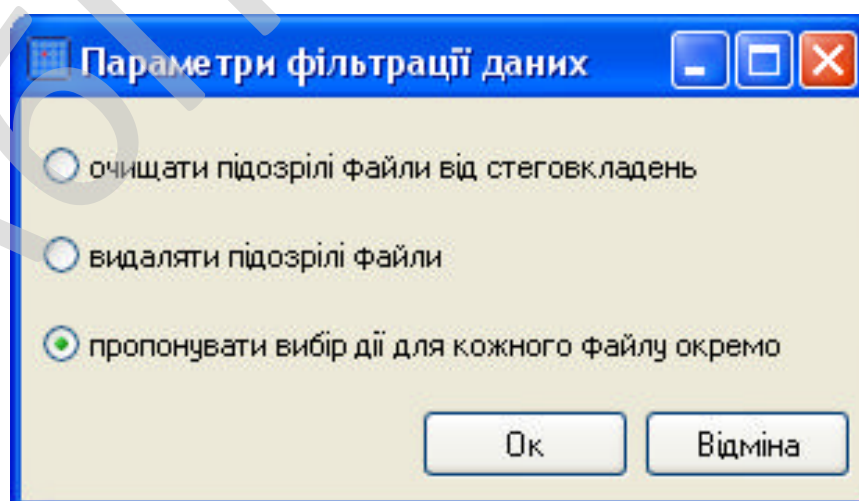 Параметри фільтрації даних
очищати підозрілі файли від стеговкладень
видаляти підозрілі файли
пропонувати вибір дії для кожного файлу окремо
Ок Відміна